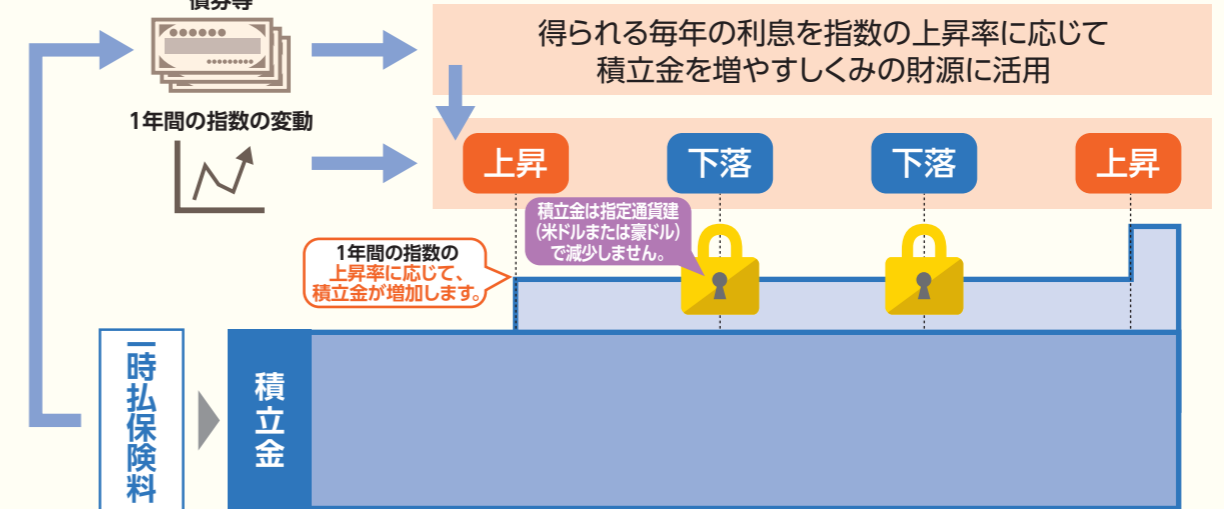 債券等
得られる毎年の利息を指数の上昇率に応じて
積立金を増やすしくみの財源に活用
1年間の指数の変動
上昇
下落
下落
上昇
積立金は指定通貨建
(米ドルまたは豪ドル)
で減少しません。
1年間の指数の
上昇率に応じて、
積立金が増加します。
一時払保険料
積立金